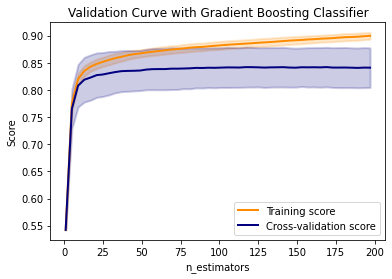 Validation Curve with Gradient Boosting Classifier
0.90
0.85
0.80
0.75
0.70
0.65
0.60
0.55
Score
0 25 50 75 100 125 150 175 200
n_estimators
Training score
Cross-validation score